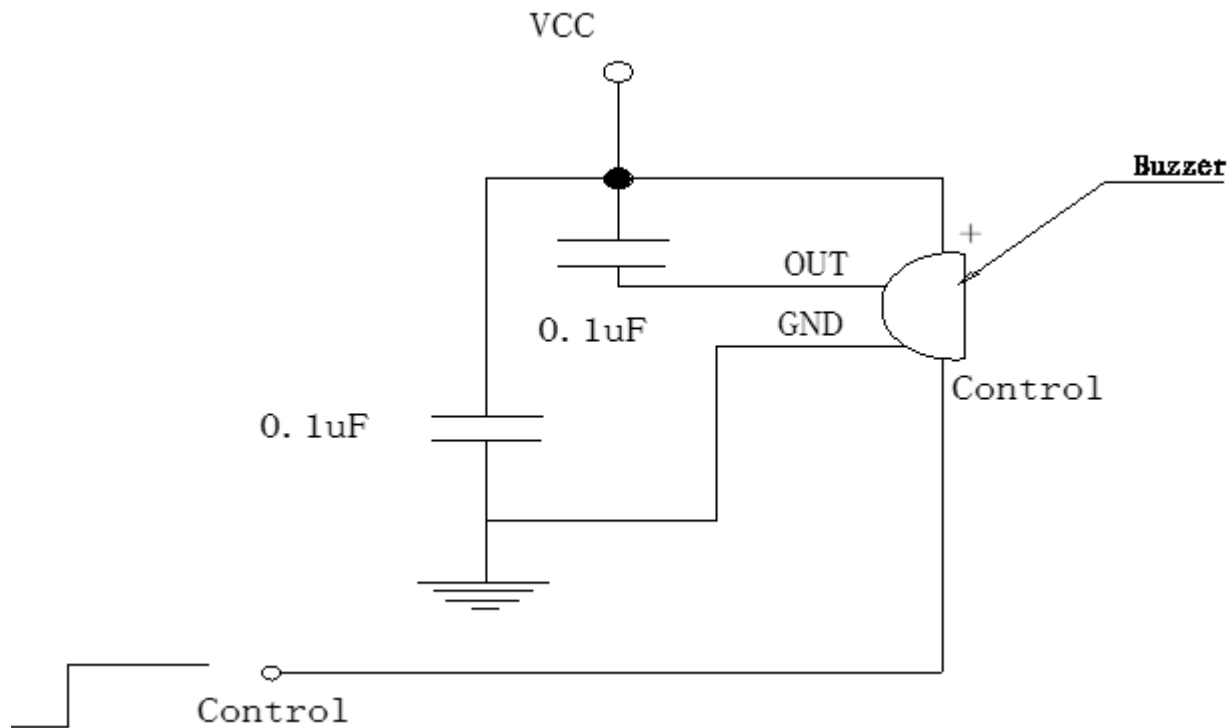 VCC
Buzzer
+
OUT
0.1uF
GND
Control
0.1uF
Control